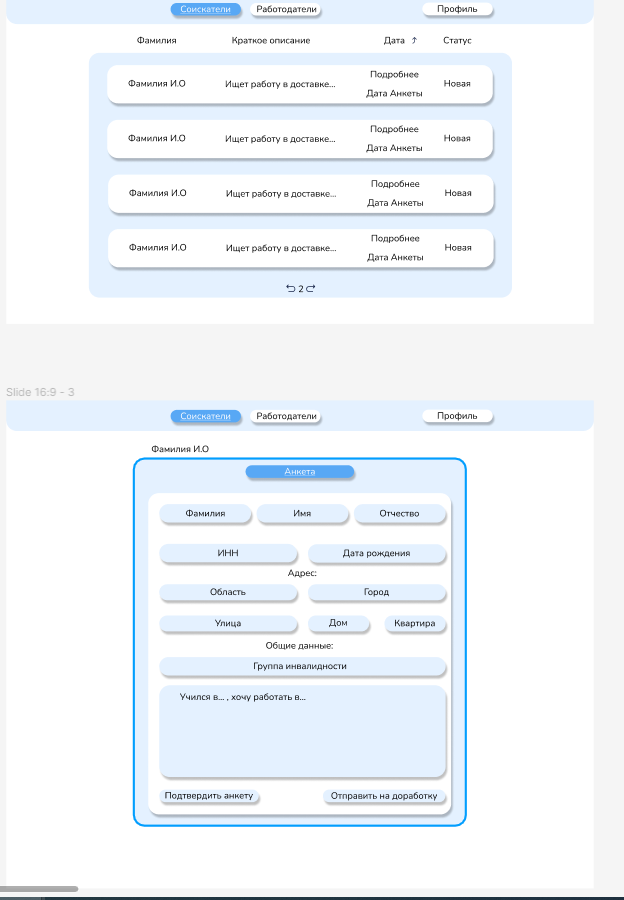 Соискатели Работодатели Профиль
Фамилия Краткое описание Дата Статус
Подробнее
Фамилия И.О Ищет работу в доставке... Новая
Дата Анкеты
Подробнее
Фамилия И.О Ищет работу в доставке... Новая
Дата Анкеты
Подробнее
Фамилия И.О Ищет работу в доставке... Новая
Дата Анкеты
Подробнее
Фамилия И.О Ищет работу в доставке... Новая
Дата Анкеты
2
Slide 16:9 - 3
Соискатели Работодатели Профиль
Фамилия И.О
Анкета
Фамилия Имя Отчество
ИНН Дата рождения
Адрес:
Область Город
Улица Дом Квартира
Общие данные:
Группа инвалидности
Учился в... , хочу работать в...
Подтвердить анкету Отправить на доработку